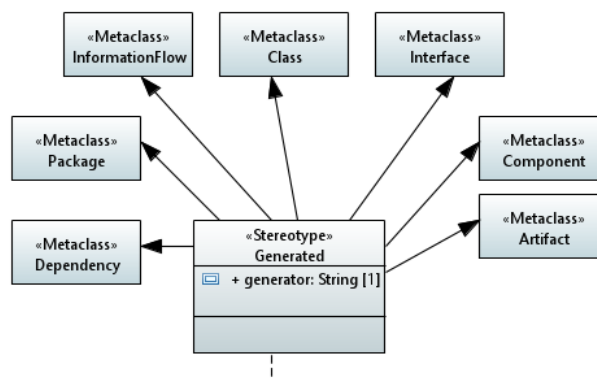 «Metaclass»
InformationFlow
«Metaclass»
Class
«Metaclass»
Interface
«Metaclass»
Package
«Metaclass»
Component
«Metaclass»
Artifact
«Metaclass»
Dependency
«Stereotype»
Generated
+ generator: String [1]